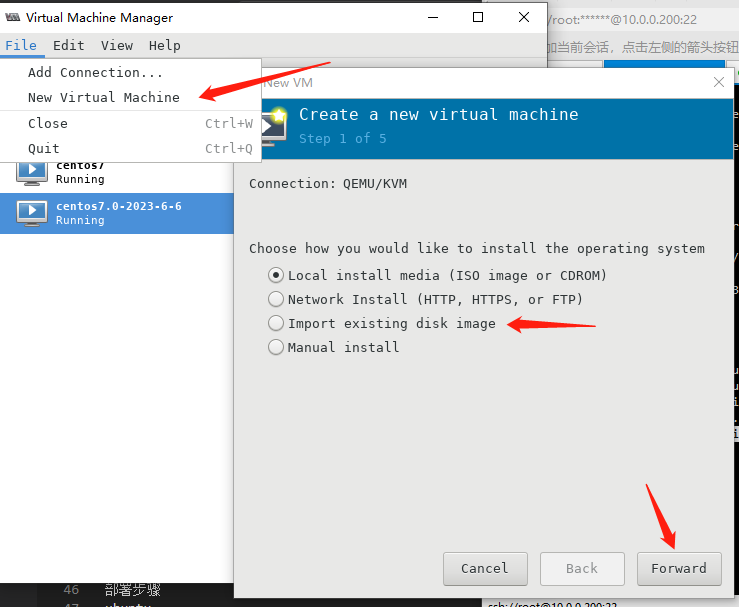 Virtual Machine Manager
/root:******@10.0.0.200:22
File Edit View Help
加当前会话，点击左侧的箭头按钮
Add Connection...
New VM
New Virtual Machine
Create a new virtual machine
Close Ctrl+W
Step 1 of 5
Quit Ctrl+Q
centos7
Running
Connection: QEMU/KVM
centos7.0-2023-6-6
Running
Choose how you would like to install the operating system
Local install media (ISO image or CDROM)
Network Install (HTTP, HTTPS, or FTP)
Import existing disk image
Manual install
Cancel Back Forward
46 部署步骤
ssh://root@10.0.0.200:22